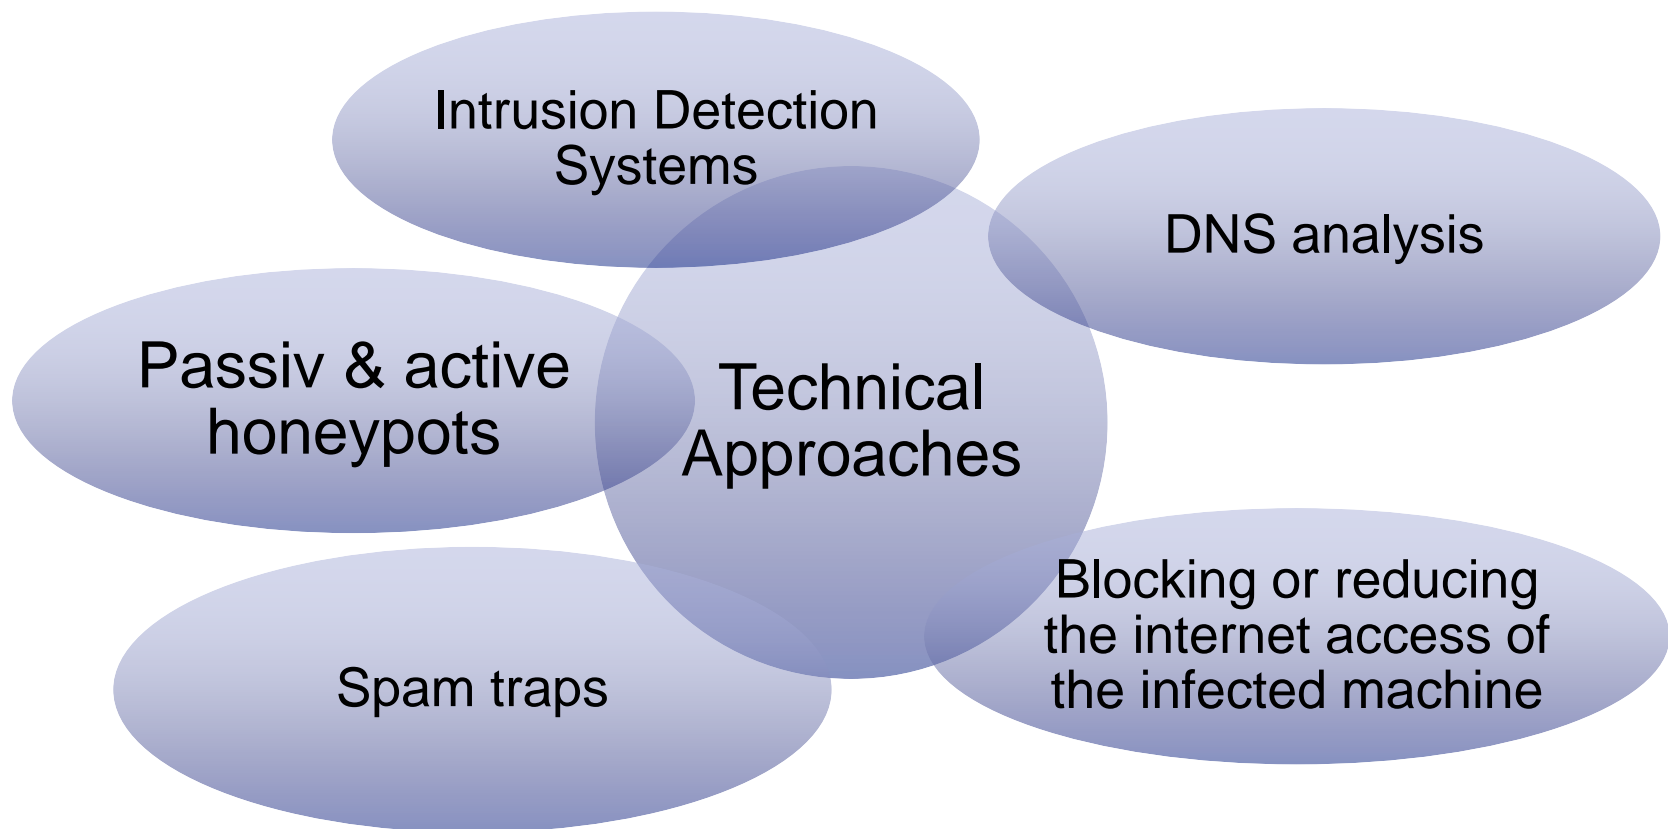 Intrusion Detection
Systems
DNS analysis
Passiv & active
honeypots
Technical
Approaches
Blocking or reducing
the internet access of
the infected machine
Spam traps